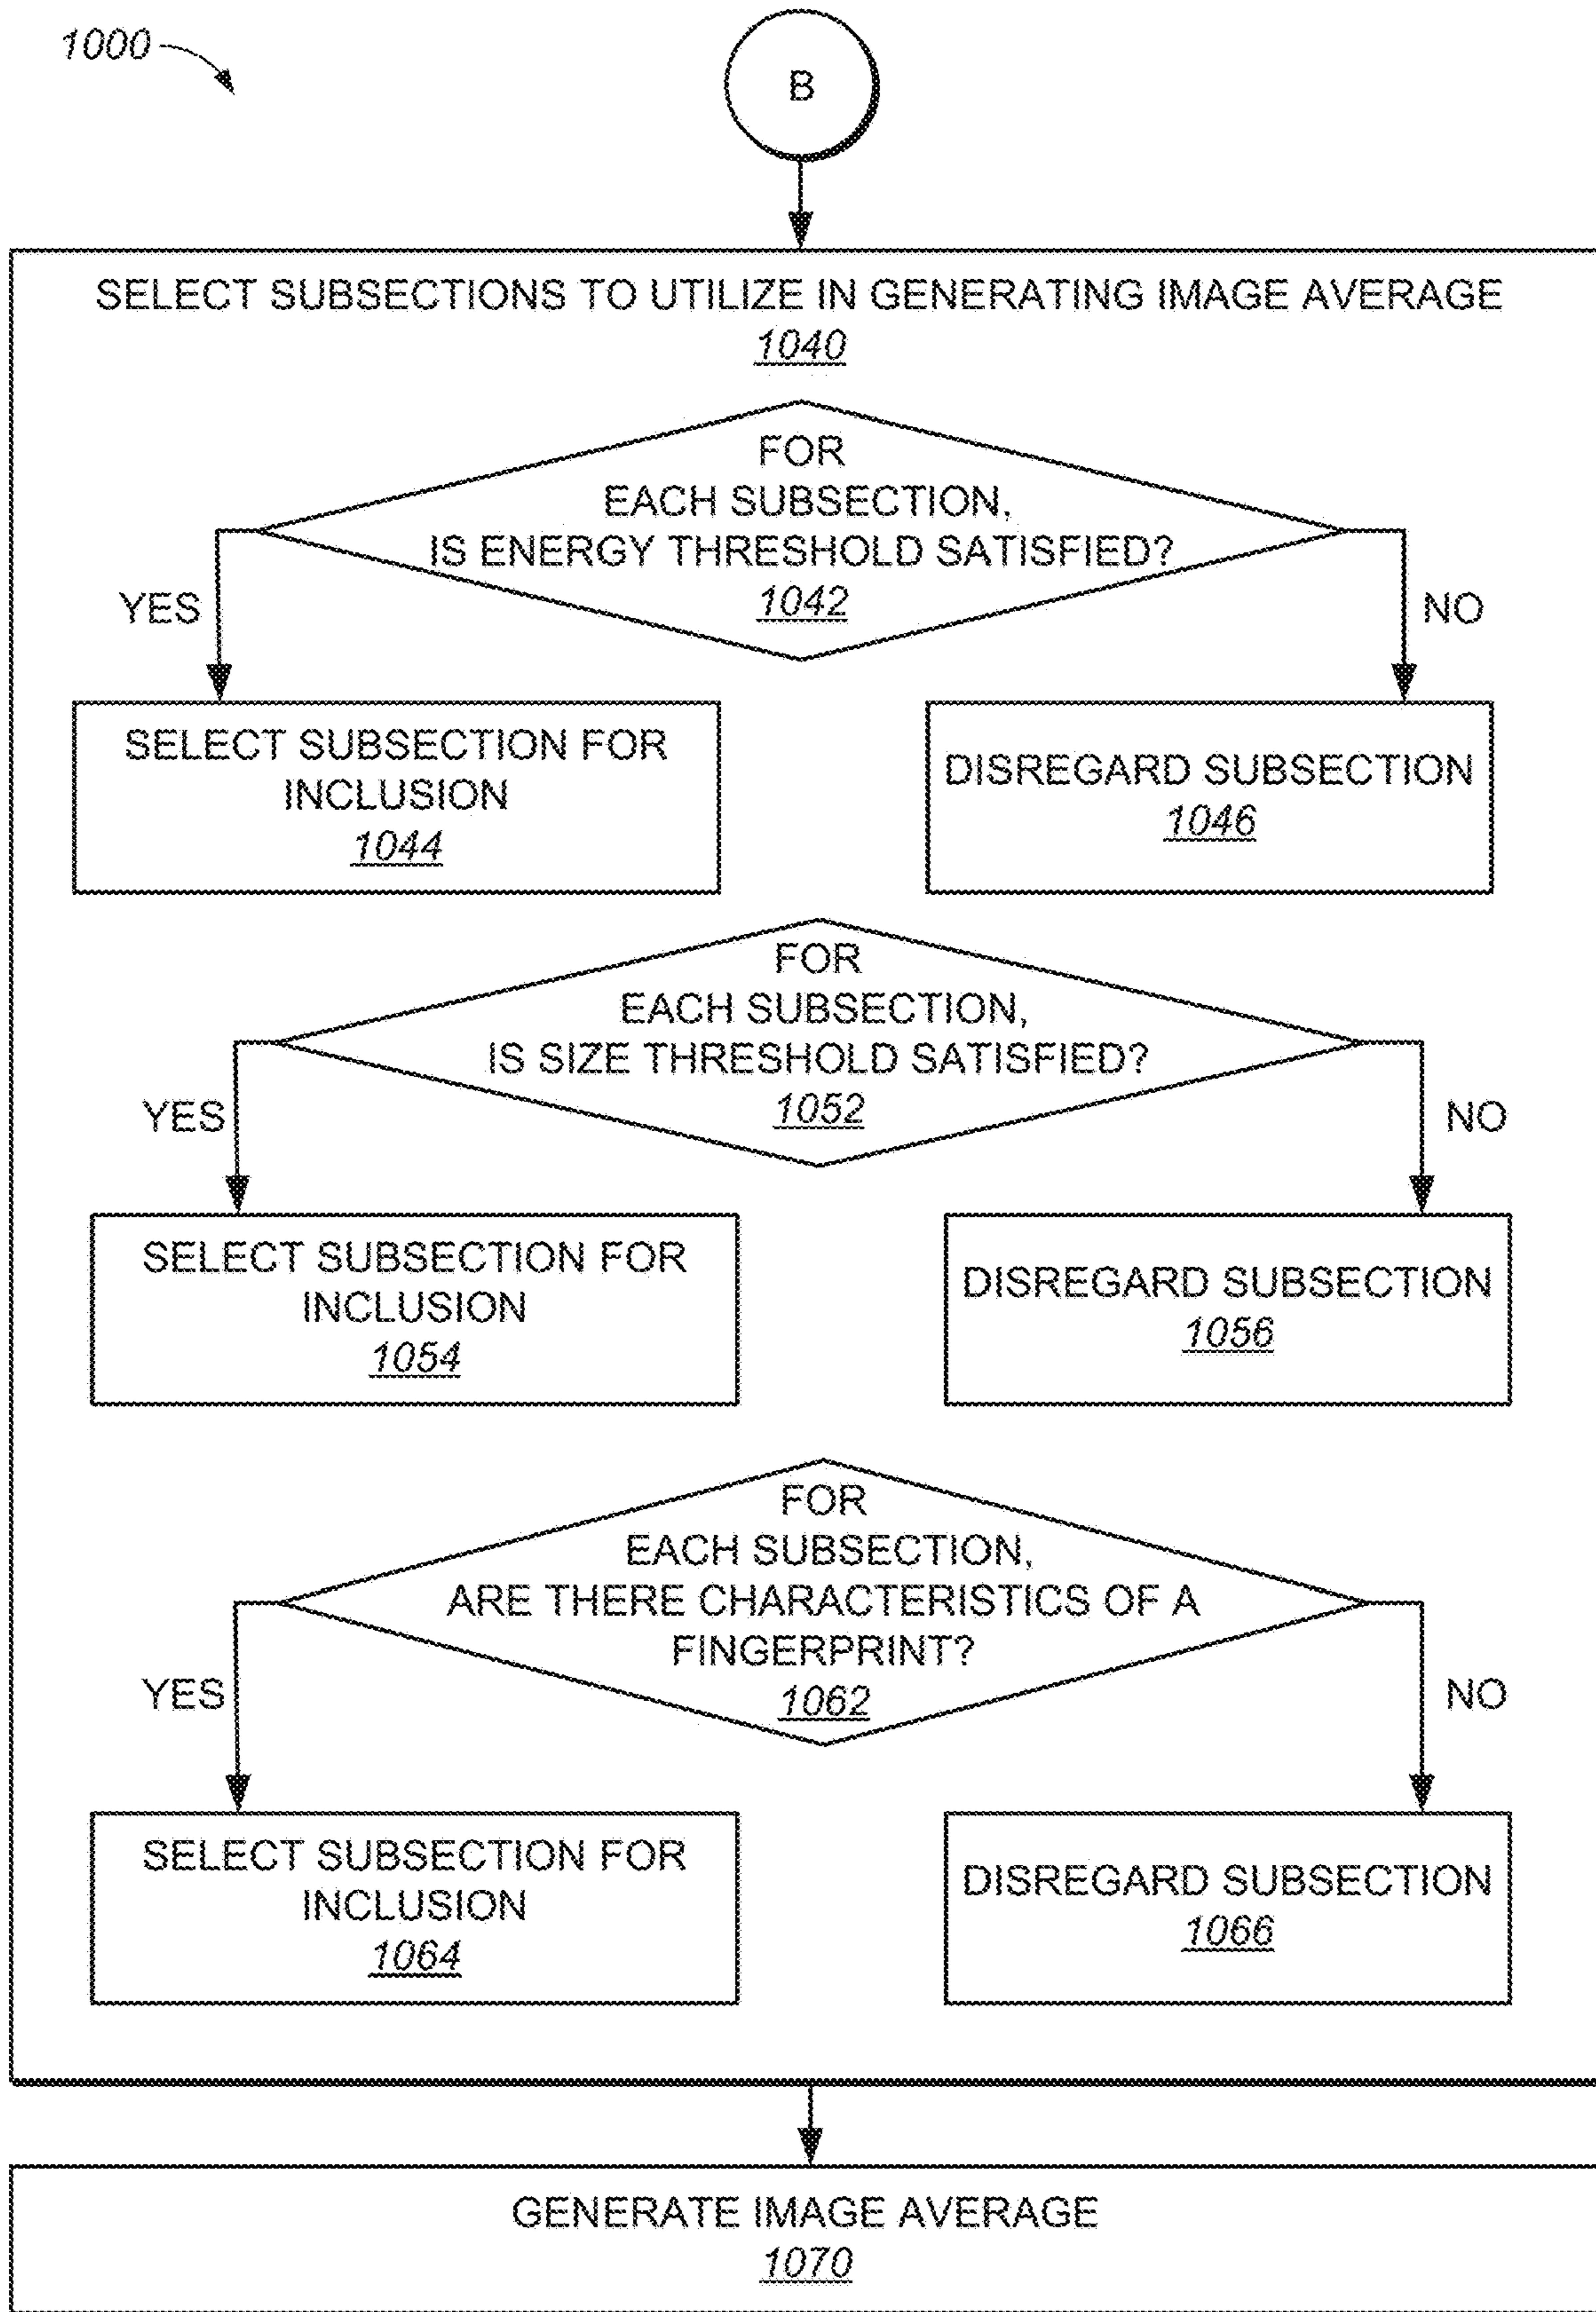 1000
B
SELECT SUBSECTIONS TO UTILIZE IN GENERATING IMAGE AVERAGE
1040
FOR
EACH SUBSECTION,
IS ENERGY THRESHOLD SATISFIED?
1042
YES
NO
SELECT SUBSECTION FOR
INCLUSION
1044
DISREGARD SUBSECTION
1046
FOR
EACH SUBSECTION,
IS SIZE THRESHOLD SATISFIED?
1052
YES
NO
SELECT SUBSECTION FOR
INCLUSION
1054
DISREGARD SUBSECTION
1056
FOR
EACH SUBSECTION,
ARE THERE CHARACTERISTICS OF A
FINGERPRINT?
1062
YES
NO
SELECT SUBSECTION FOR
INCLUSION
1064
DISREGARD SUBSECTION
1066
GENERATE IMAGE AVERAGE
1070